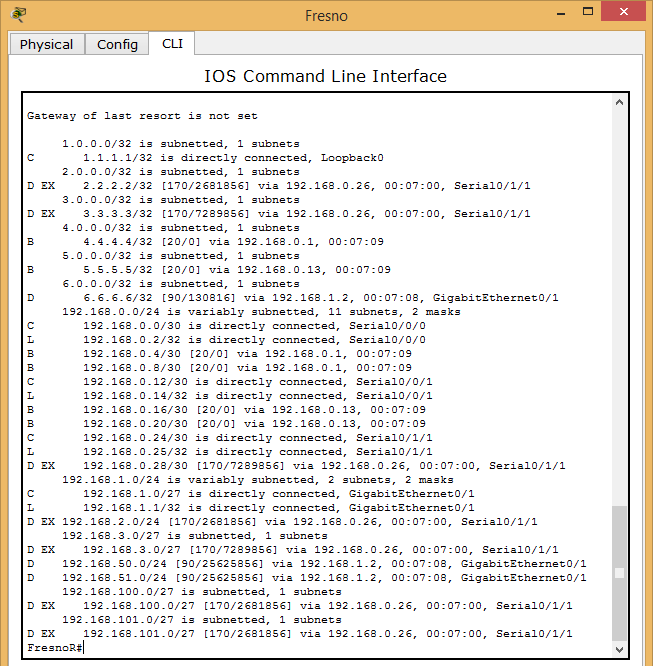 Fresno
Physical Config CLI
IOS Command Line Interface
Gateway of last resort is not set
1.0.0.0/32 is subnetted, 1 subnets
C 1.1.1.1/32 is directly connected, Loopback0
2.0.0.0/32 is subnetted, 1 subnets
D EX 2.2.2.2/32 [170/2681856] via 192.168.0.26, 00:07:00, Serial0/1/1
3.0.0.0/32 is subnetted, 1 subnets
D EX 3.3.3.3/32 [170/7289856] via 192.168.0.26, 00:07:00, Serial0/1/1
4.0.0.0/32 is subnetted, 1 subnets
B 4.4.4.4/32 [20/0] via 192.168.0.1, 00:07:09
5.0.0.0/32 is subnetted, 1 subnets
B 5.5.5.5/32 [20/0] via 192.168.0.13, 00:07:09
6.0.0.0/32 is subnetted, 1 subnets
D 6.6.6.6/32 [90/130816] via 192.168.1.2, 00:07:08, GigabitEthernet0/1
192.168.0.0/24 is variably subnetted, 11 subnets, 2 masks
C 192.168.0.0/30 is directly connected, Serial0/0/0
L 192.168.0.2/32 is directly connected, Serial0/0/0
B 192.168.0.4/30 [20/0] via 192.168.0.1, 00:07:09
B 192.168.0.8/30 [20/0] via 192.168.0.1, 00:07:09
C 192.168.0.12/30 is directly connected, Serial0/0/1
L 192.168.0.14/32 is directly connected, Serial0/0/1
B 192.168.0.16/30 [20/0] via 192.168.0.13, 00:07:09
B 192.168.0.20/30 [20/0] via 192.168.0.13, 00:07:09
C 192.168.0.24/30 is directly connected, Serial0/1/1
L 192.168.0.25/32 is directly connected, Serial0/1/1
D EX 192.168.0.28/30 [170/7289856] via 192.168.0.26, 00:07:00, Serial0/1/1
192.168.1.0/24 is variably subnetted, 2 subnets, 2 masks
C 192.168.1.0/27 is directly connected, GigabitEthernet0/1
L 192.168.1.1/32 is directly connected, GigabitEthernet0/1
D EX 192.168.2.0/24 [170/2681856] via 192.168.0.26, 00:07:00, Serial0/1/1
192.168.3.0/27 is subnetted, 1 subnets
D EX 192.168.3.0/27 [170/7289856] via 192.168.0.26, 00:07:00, Serial0/1/1
D 192.168.50.0/24 [90/25625856] via 192.168.1.2, 00:07:08, GigabitEthernet0/1
D 192.168.51.0/24 [90/25625856] via 192.168.1.2, 00:07:08, GigabitEthernet0/1
192.168.100.0/27 is subnetted, 1 subnets
D EX 192.168.100.0/27 [170/2681856] via 192.168.0.26, 00:07:00, Serial0/1/1
192.168.101.0/27 is subnetted, 1 subnets
D EX 192.168.101.0/27 [170/2681856] via 192.168.0.26, 00:07:00, Serial0/1/1
FresnoR#